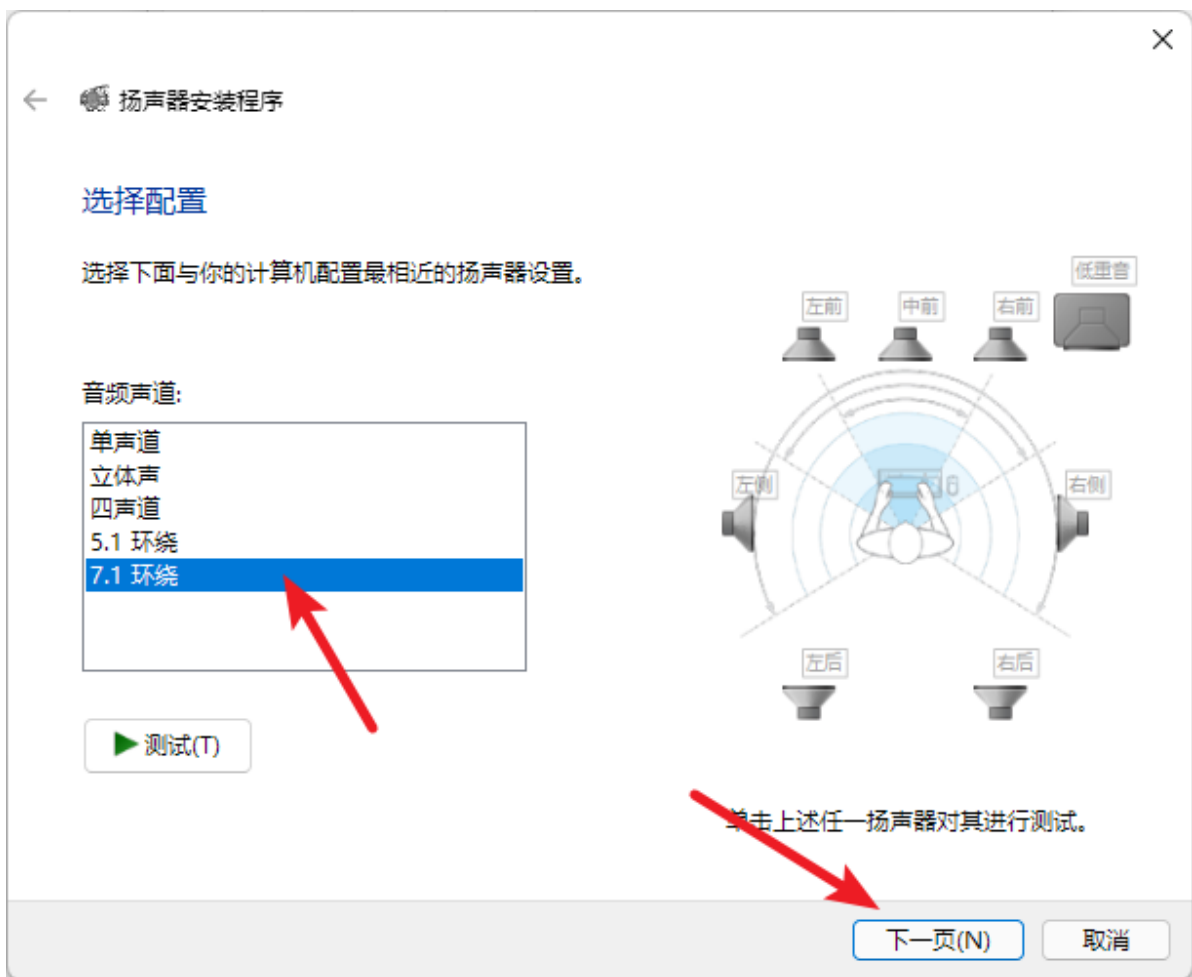 扬声器安装程序
选择配置
选择下面与你的计算机配置最相近的扬声器设置。
低重音
左前
中前
右前
音频声道:
单声道
立体声
四声道
5.1 环绕
7.1 环绕
左侧
右侧
左后
右后
测试(T)
单击上述任一扬声器对其进行测试。
下一页(N)
取消